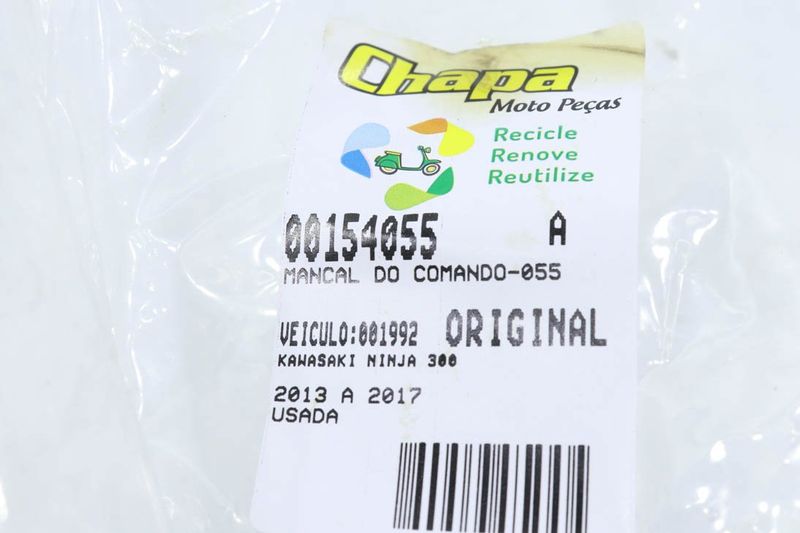 Chapa
Moto Peças
Recicle
Renove
Reutilize
00154055 A
MANCAL DO COMANDO-055
VEICULO:001992 ORIGINAL
KAWASAKI NINJA 300
2013 A 2017
USADA